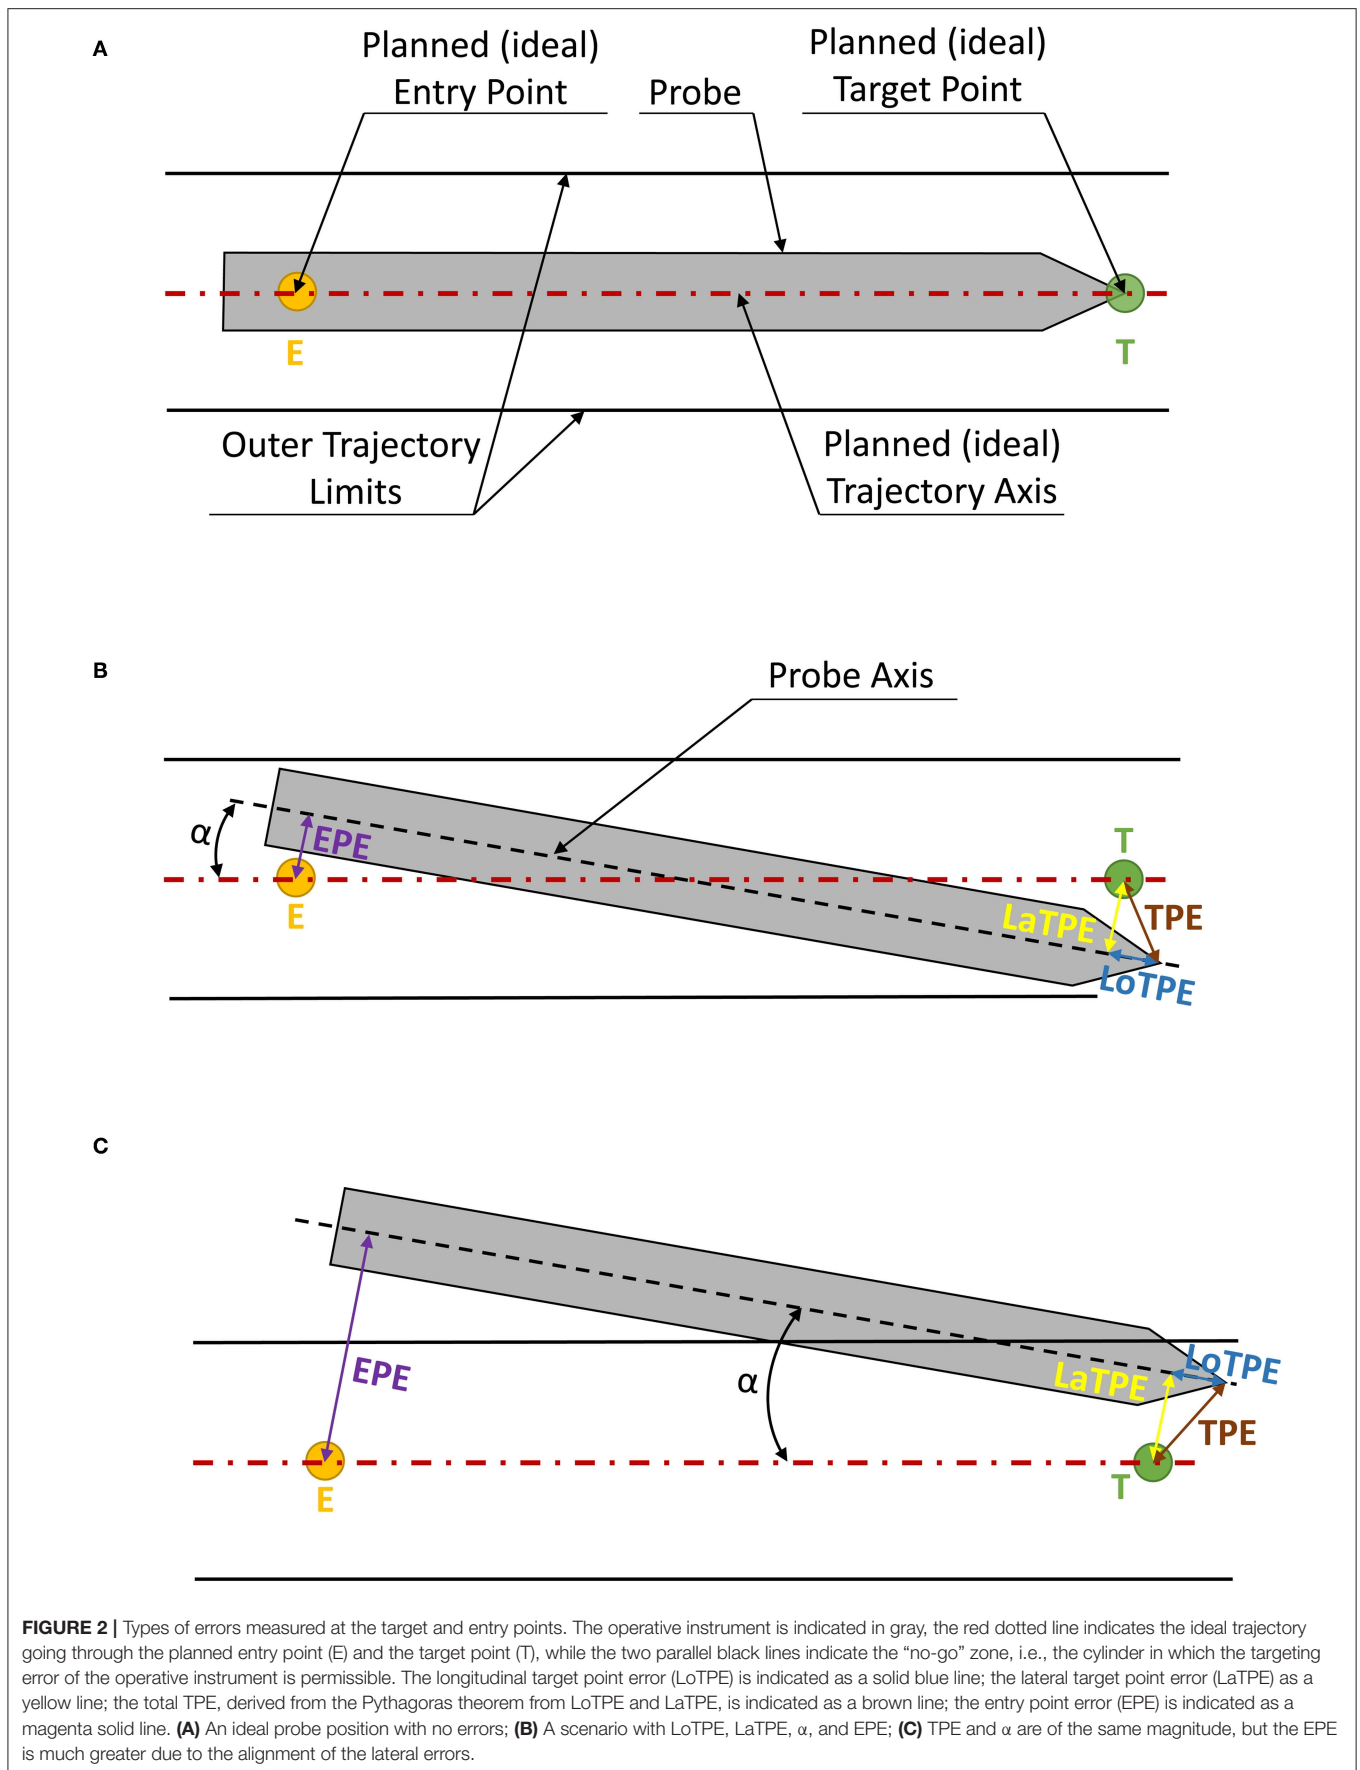 A
Planned (ideal)
Entry Point
Probe
Planned (ideal)
Target Point
E
T
Outer Trajectory
Limits
Planned (ideal)
Trajectory Axis
B
Probe Axis
α
EPE
E
T
LaTPE
TPE
LoTPE
C
EPE
α
LaTPE
LoTPE
TPE
E
T
FIGURE 2 | Types of errors measured at the target and entry points. The operative instrument is indicated in gray, the red dotted line indicates the ideal trajectory
going through the planned entry point (E) and the target point (T), while the two parallel black lines indicate the “no-go” zone, i.e., the cylinder in which the targeting
error of the operative instrument is permissible. The longitudinal target point error (LoTPE) is indicated as a solid blue line; the lateral target point error (LaTPE) as a
yellow line; the total TPE, derived from the Pythagoras theorem from LoTPE and LaTPE, is indicated as a brown line; the entry point error (EPE) is indicated as a
magenta solid line. (A) An ideal probe position with no errors; (B) A scenario with LoTPE, LaTPE, α, and EPE; (C) TPE and α are of the same magnitude, but the EPE
is much greater due to the alignment of the lateral errors.